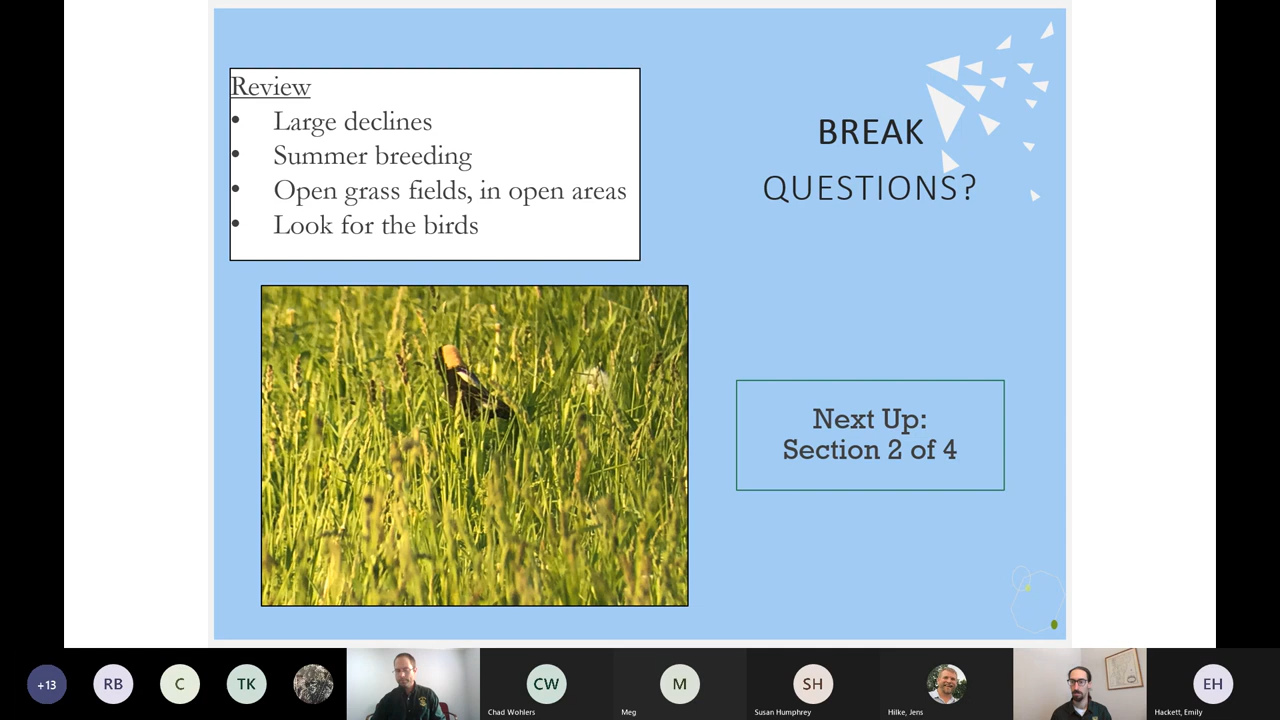 Review
• Large declines
• Summer breeding
• Open grass fields, in open areas
• Look for the birds
BREAK
QUESTIONS?
Next Up:
Section 2 of 4
+13
RB
C
TK
CW
Chad Wohlers
M
Meg
SH
Susan Humphrey
Hilke, Jens
EH
Hackett, Emily